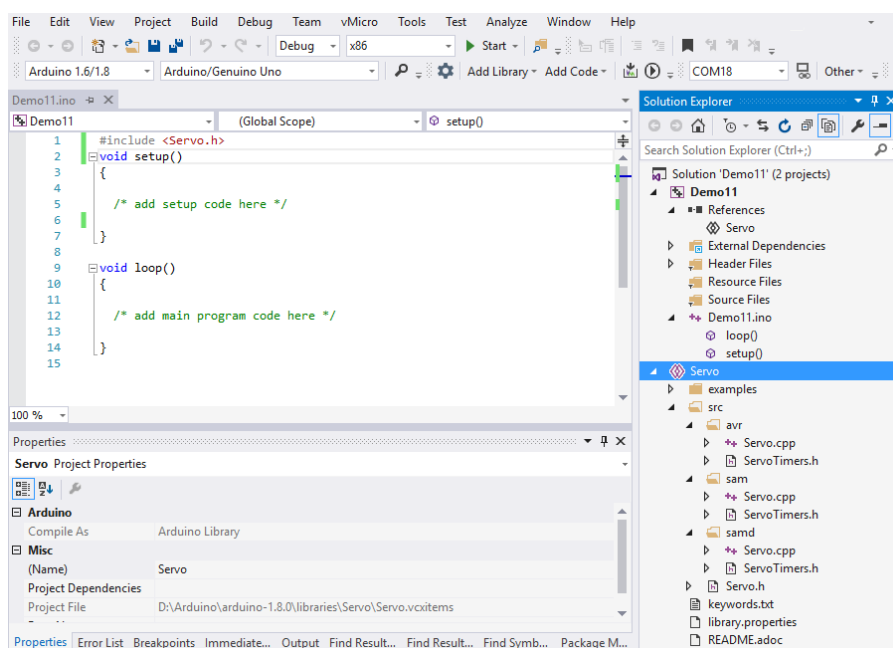 File Edit View Project Build Debug Team vMicro Tools Test Analyze Window Help
Debug x86 Start
Arduino 1.6/1.8 Arduino/Genuino Uno Add Library Add Code COM18 Other
Demo11.ino
Demo11 (Global Scope) setup()
1 #include <Servo.h>
2 void setup()
3 {
4
5 /* add setup code here */
6
7 }
8
9 void loop()
10 {
11
12 /* add main program code here */
13
14 }
15
100 %
Properties
Servo Project Properties
Arduino
Compile As Arduino Library
Misc
(Name) Servo
Project Dependencies
Project File D:\Arduino\arduino-1.8.0\libraries\Servo\Servo.vcxitems
Properties Error List Breakpoints Immediate... Output Find Result... Find Result... Find Symb... Package M...
Solution Explorer
Search Solution Explorer (Ctrl+;)
Solution 'Demo11' (2 projects)
Demo11
References
Servo
External Dependencies
Header Files
Resource Files
Source Files
Demo11.ino
loop()
setup()
Servo
examples
src
avr
Servo.cpp
ServoTimers.h
sam
Servo.cpp
ServoTimers.h
samd
Servo.cpp
ServoTimers.h
Servo.h
keywords.txt
library.properties
README.adoc